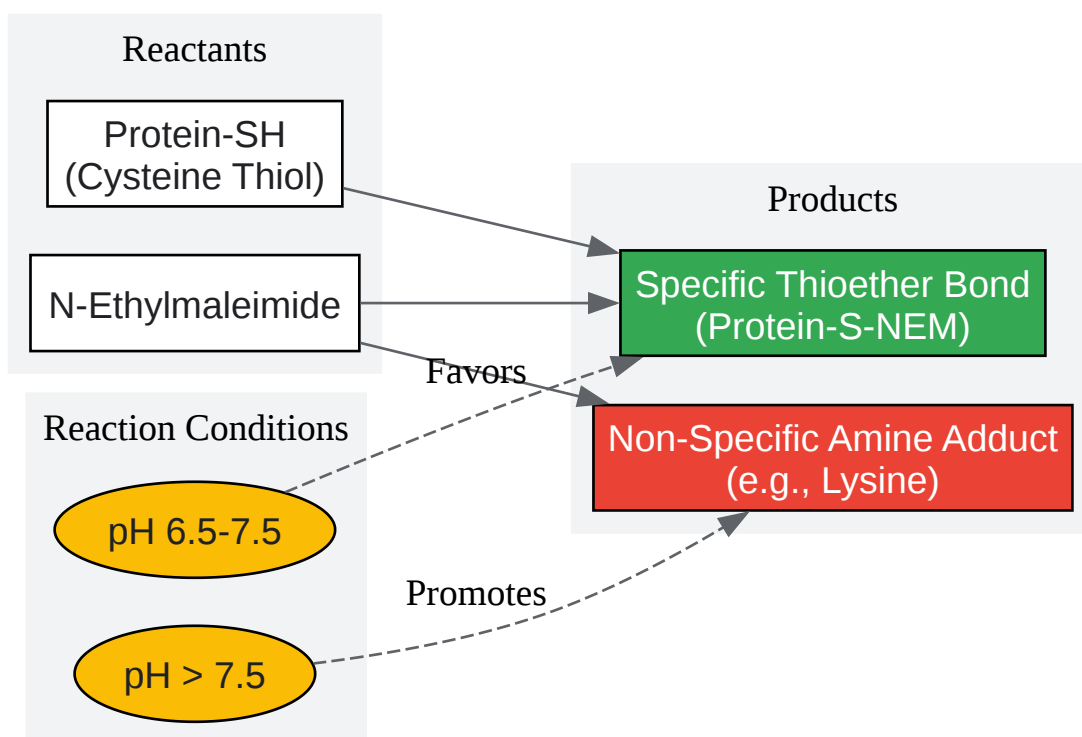 Reactants
Protein-SH
(Cysteine Thiol)
N-Ethylmaleimide
Products
Specific Thioether Bond
(Protein-S-NEM)
Favors
Non-Specific Amine Adduct
(e.g., Lysine)
Reaction Conditions
pH 6.5-7.5
Promotes
pH > 7.5